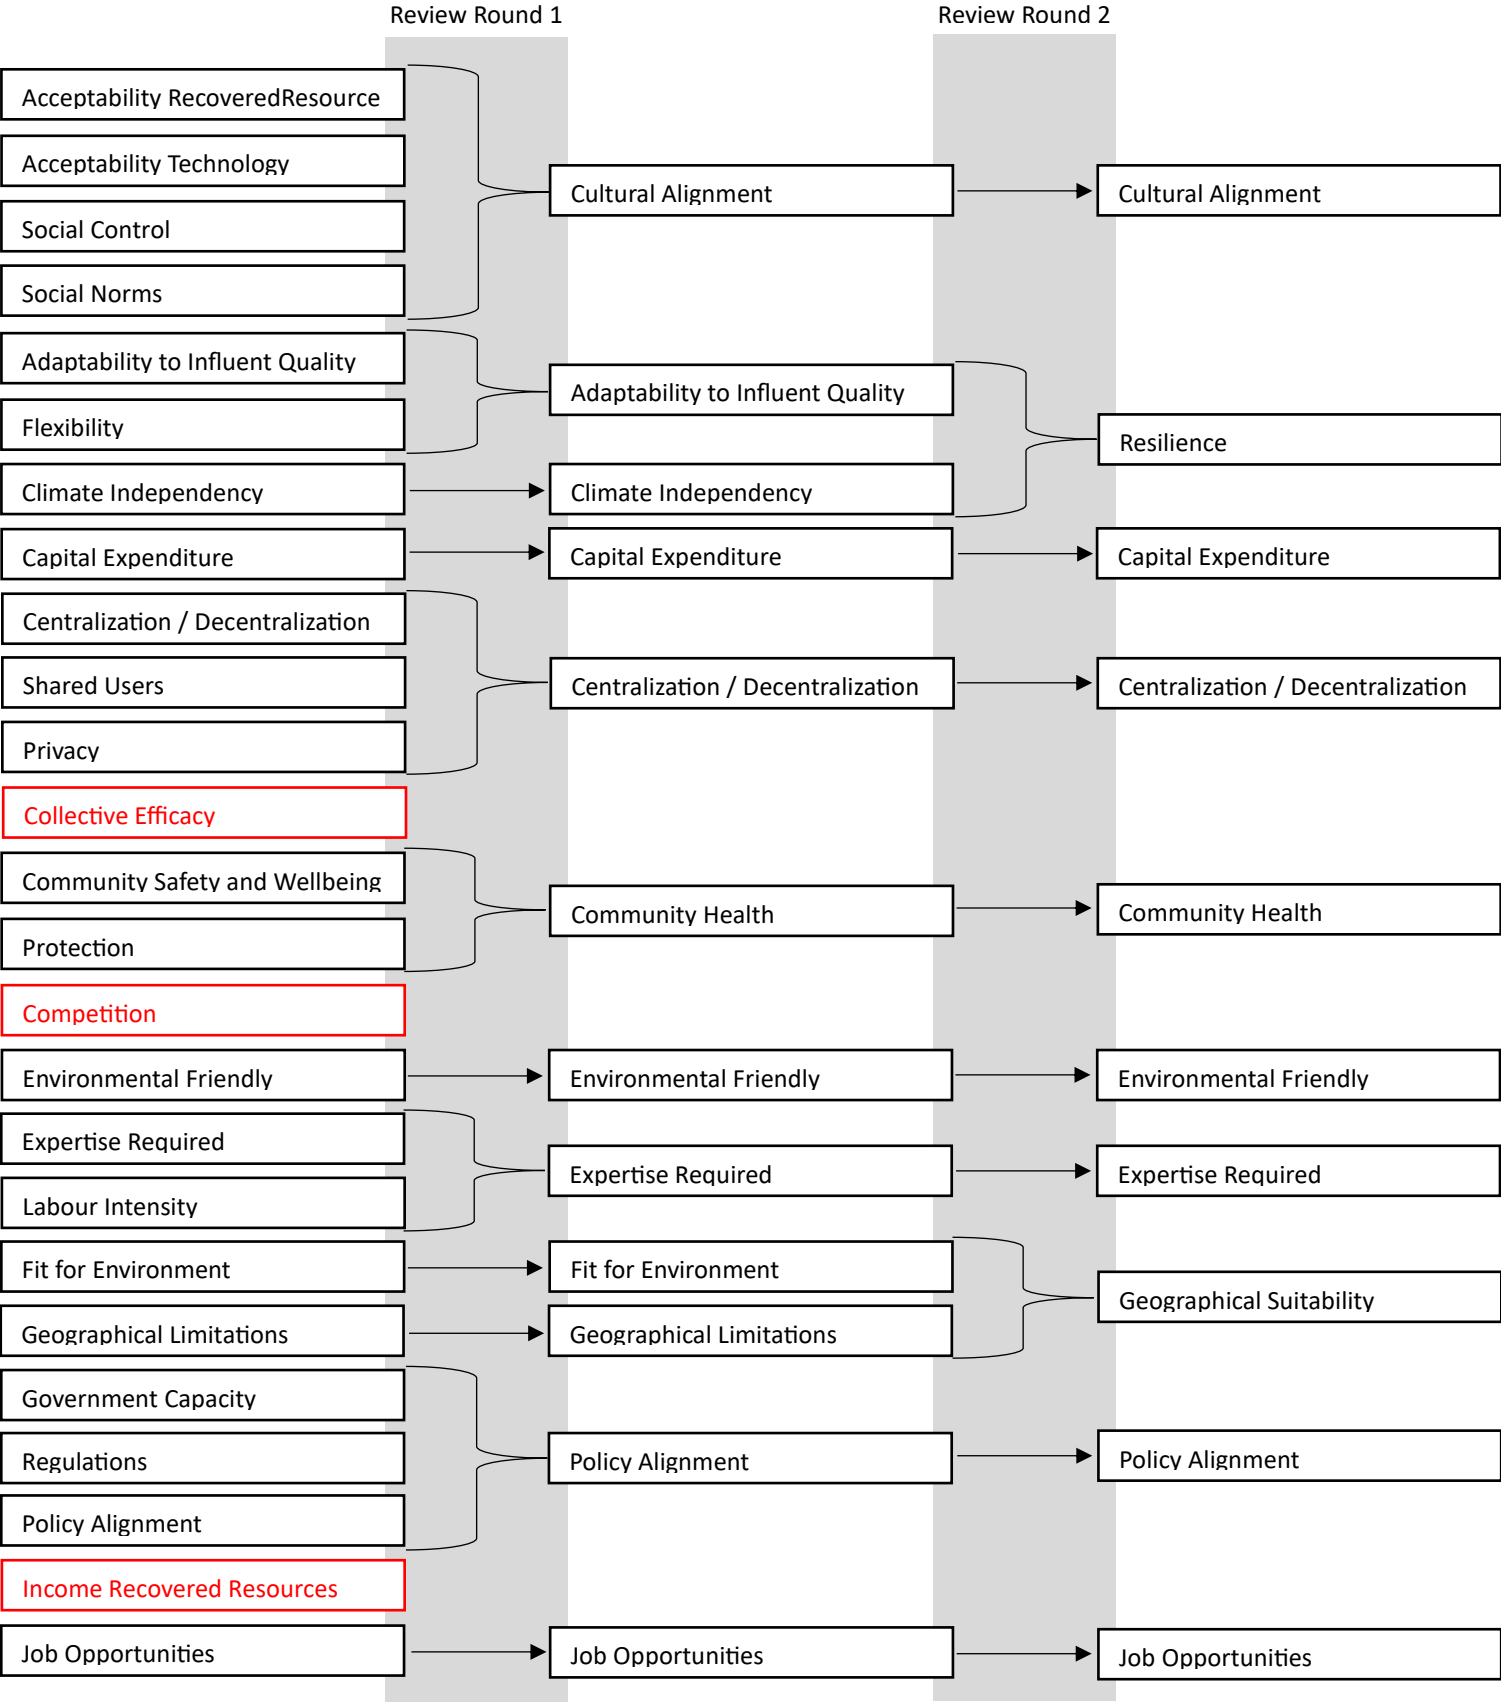 Review Round 1
Review Round 2
Acceptability RecoveredResource
Acceptability Technology
Cultural Alignment
Cultural Alignment
Social Control
Social Norms
Adaptability to Influent Quality
Adaptability to Influent Quality
Flexibility
Resilience
Climate Independency
Climate Independency
Capital Expenditure
Capital Expenditure
Capital Expenditure
Centralization / Decentralization
Shared Users
Centralization / Decentralization
Centralization / Decentralization
Privacy
Collective Efficacy
Community Safety and Wellbeing
Community Health
Community Health
Protection
Competition
Environmental Friendly
Environmental Friendly
Environmental Friendly
Expertise Required
Expertise Required
Expertise Required
Labour Intensity
Fit for Environment
Fit for Environment
Geographical Suitability
Geographical Limitations
Geographical Limitations
Government Capacity
Regulations
Policy Alignment
Policy Alignment
Policy Alignment
Income Recovered Resources
Job Opportunities
Job Opportunities
Job Opportunities